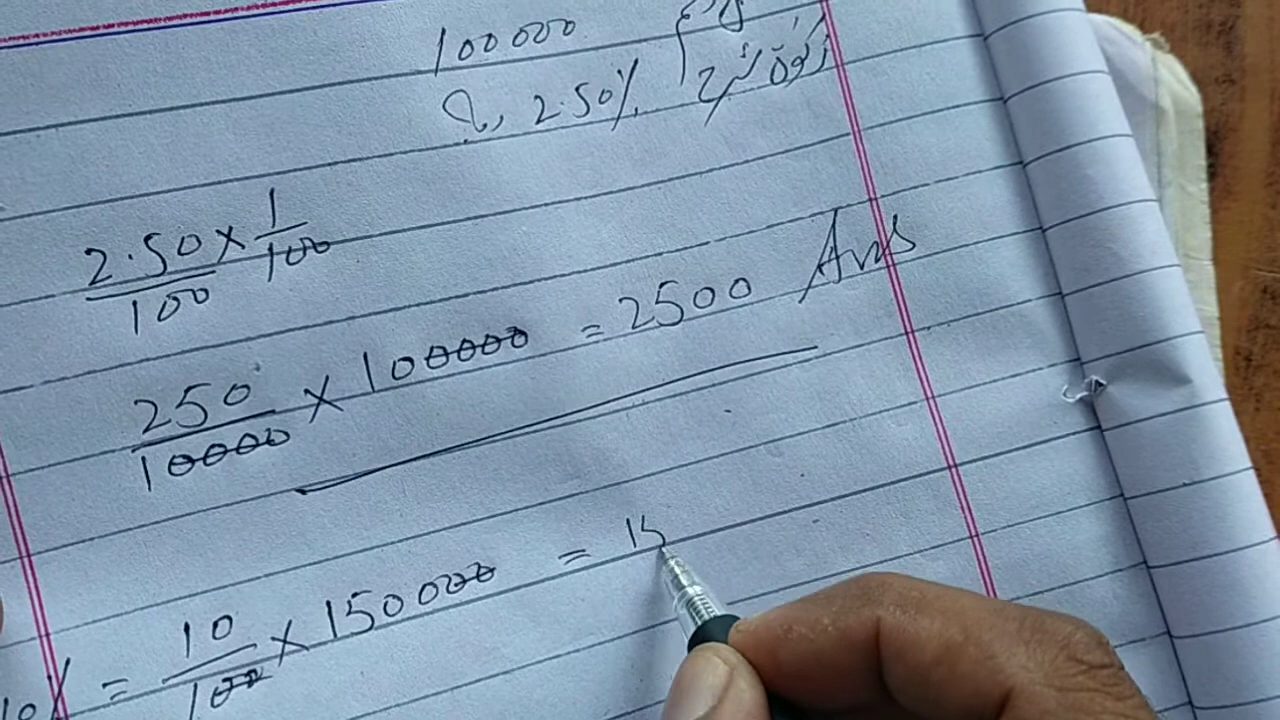 100000
2.50%
2.50/100 × 1/100
250/10000 × 100000 = 2500 Ans
10% = 10/100 × 150000 = 15